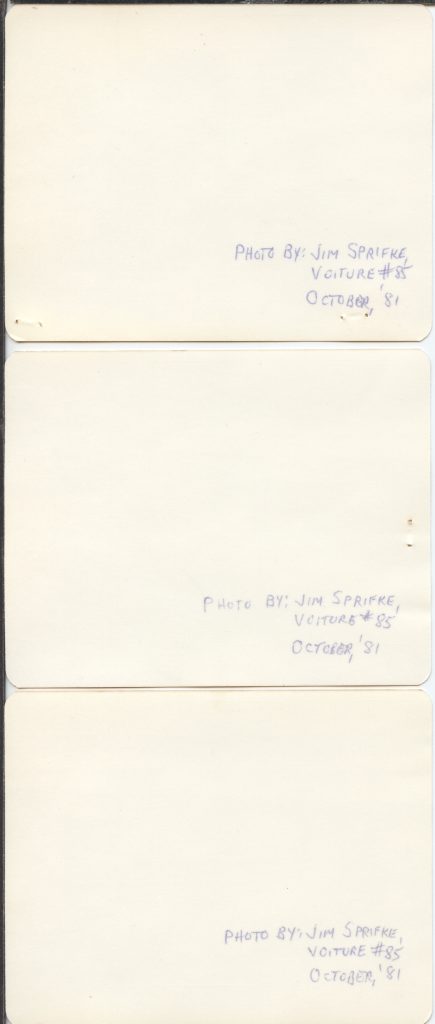 PHOTO BY: JIM SPRIFKE,
VOITURE #85
OCTOBER, '81
PHOTO BY: JIM SPRIFKE,
VOITURE #85
OCTOBER, '81
PHOTO BY: JIM SPRIFKE,
VOITURE #85
OCTOBER, '81